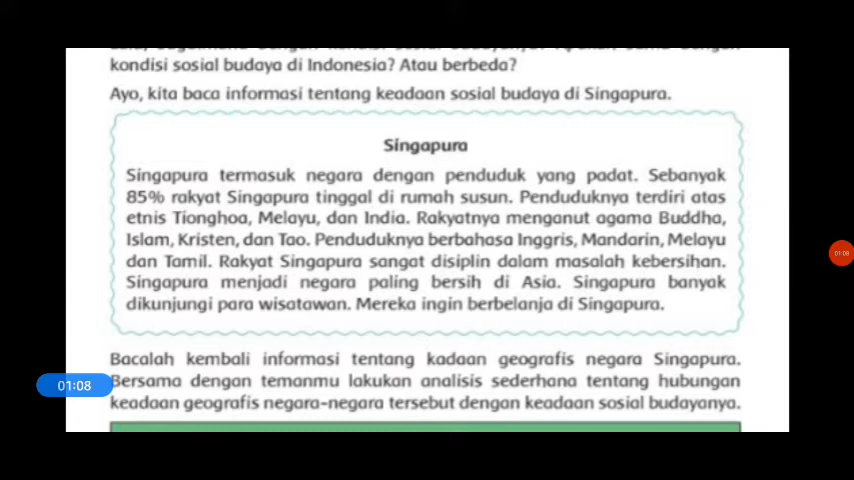 kondisi sosial budaya di Indonesia? Atau berbeda?
Ayo, kita baca informasi tentang keadaan sosial budaya di Singapura.
Singapura
Singapura termasuk negara dengan penduduk yang padat. Sebanyak
85% rakyat Singapura tinggal di rumah susun. Penduduknya terdiri atas
etnis Tionghoa, Melayu, dan India. Rakyatnya menganut agama Buddha,
Islam, Kristen, dan Tao. Penduduknya berbahasa Inggris, Mandarin, Melayu
dan Tamil. Rakyat Singapura sangat disiplin dalam masalah kebersihan.
Singapura menjadi negara paling bersih di Asia. Singapura banyak
dikunjungi para wisatawan. Mereka ingin berbelanja di Singapura.
01:08
Bacalah kembali informasi tentang kadaan geografis negara Singapura.
01:08
Bersama dengan temanmu lakukan analisis sederhana tentang hubungan
keadaan geografis negara-negara tersebut dengan keadaan sosial budayanya.